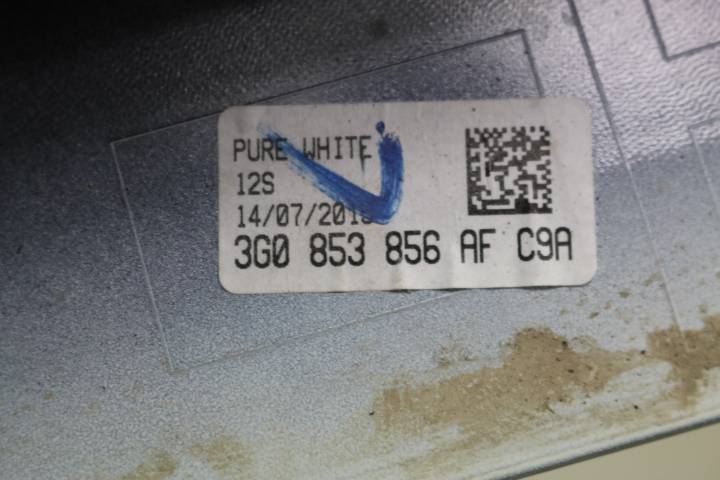 PURE WHITE
12S
14/07/201
3G0 853 856 AF C9A